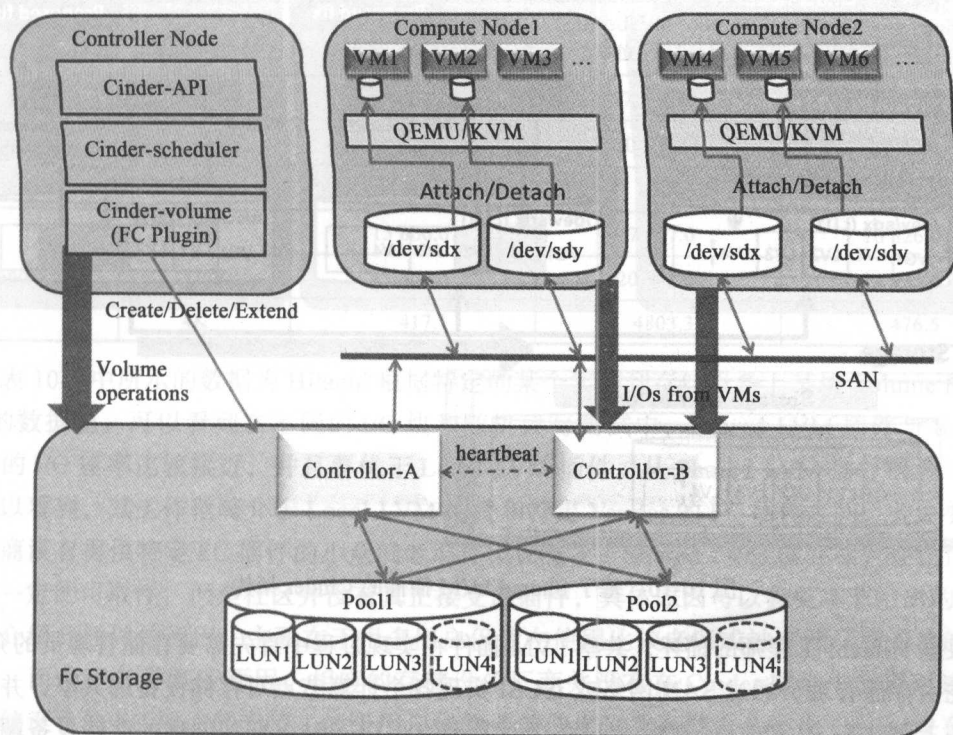 Controller Node
Cinder-API
Cinder-scheduler
Cinder-volume
(FC Plugin)
Compute Node1
VM1 VM2 VM3 ...
QEMU/KVM
Attach/Detach
/dev/sdx /dev/sdy
Compute Node2
VM4 VM5 VM6 ...
QEMU/KVM
Attach/Detach
/dev/sdx /dev/sdy
Create/Delete/Extend
Volume
operations
I/Os from VMs
SAN
Controllor-A
heartbeat
Controllor-B
Pool1
LUN1 LUN2 LUN3 LUN4
Pool2
LUN1 LUN2 LUN3 LUN4
FC Storage